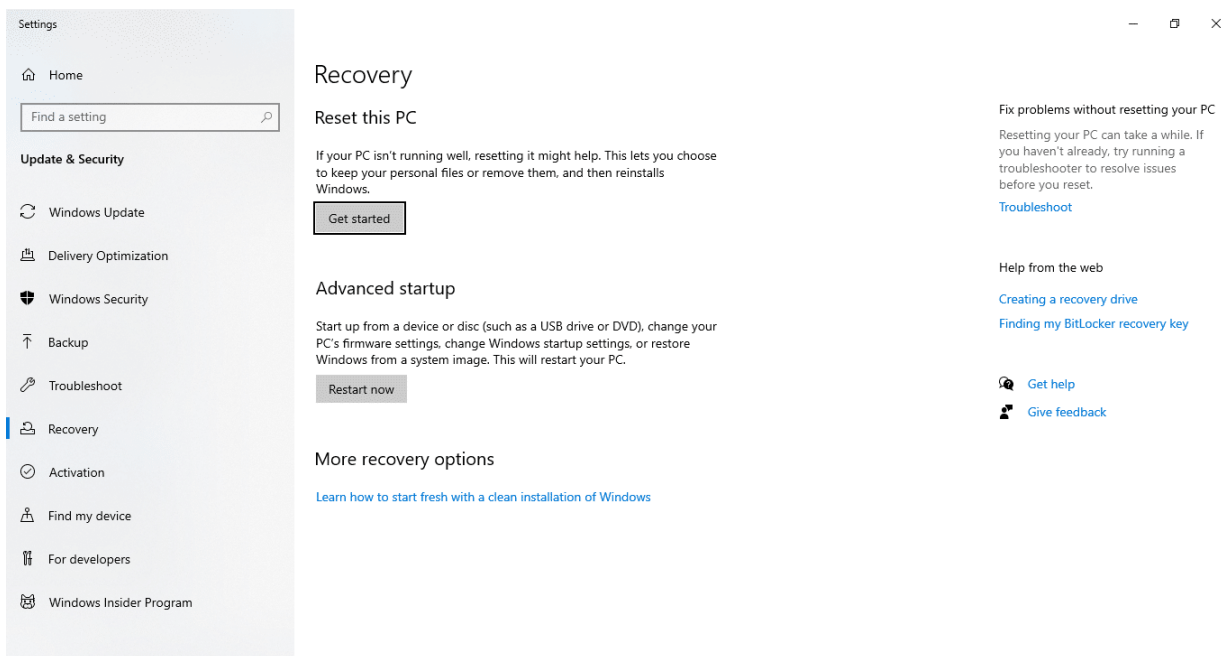 Settings
Home
Find a setting
Update & Security
Windows Update
Delivery Optimization
Windows Security
Backup
Troubleshoot
Recovery
Activation
Find my device
For developers
Windows Insider Program
Recovery
Reset this PC
If your PC isn't running well, resetting it might help. This lets you choose
to keep your personal files or remove them, and then reinstalls
Windows.
Get started
Advanced startup
Start up from a device or disc (such as a USB drive or DVD), change your
PC's firmware settings, change Windows startup settings, or restore
Windows from a system image. This will restart your PC.
Restart now
More recovery options
Learn how to start fresh with a clean installation of Windows
Fix problems without resetting your PC
Resetting your PC can take a while. If
you haven't already, try running a
troubleshooter to resolve issues
before you reset.
Troubleshoot
Help from the web
Creating a recovery drive
Finding my BitLocker recovery key
Get help
Give feedback